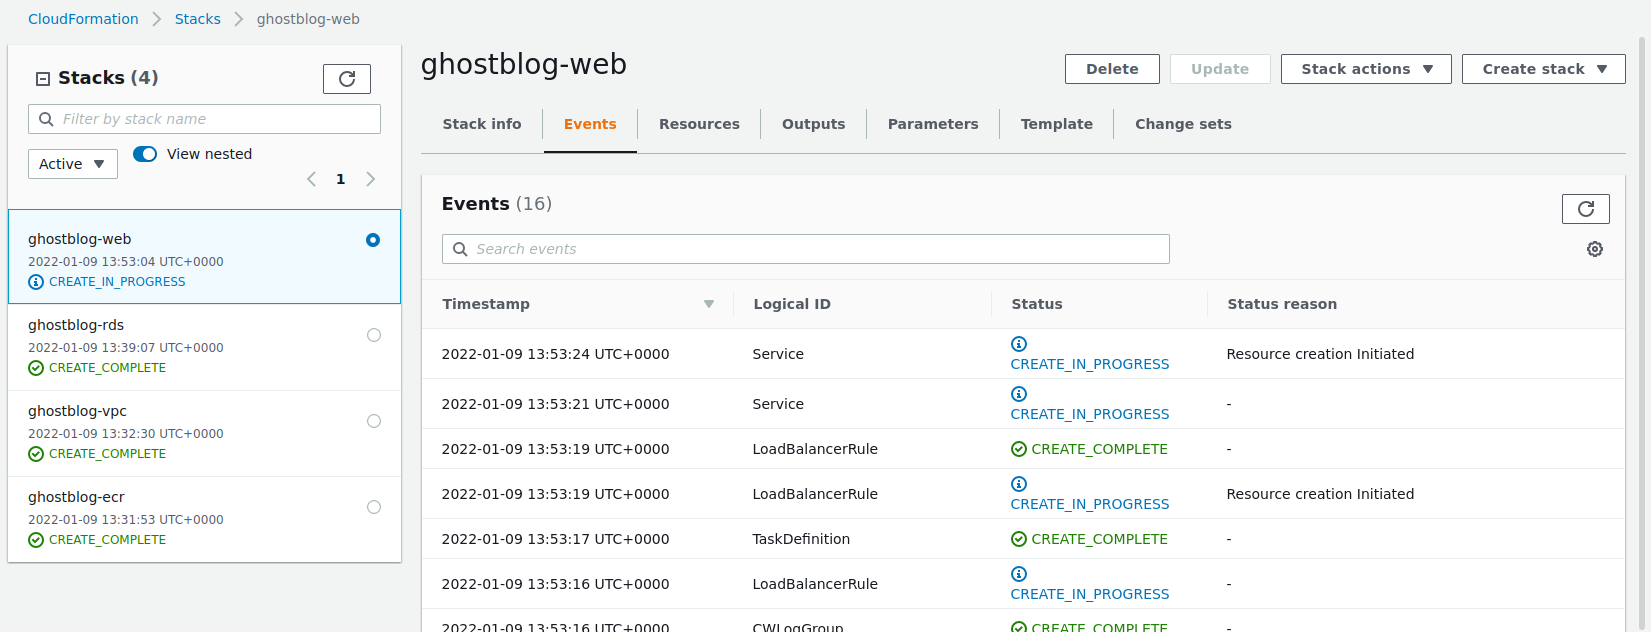 CloudFormation > Stacks > ghostblog-web
Stacks (4)
Filter by stack name
Active
View nested
1
ghostblog-web
2022-01-09 13:53:04 UTC+0000
CREATE_IN_PROGRESS
ghostblog-rds
2022-01-09 13:39:07 UTC+0000
CREATE_COMPLETE
ghostblog-vpc
2022-01-09 13:32:30 UTC+0000
CREATE_COMPLETE
ghostblog-ecr
2022-01-09 13:31:53 UTC+0000
CREATE_COMPLETE
ghostblog-web
Delete Update Stack actions Create stack
Stack info Events Resources Outputs Parameters Template Change sets
Events (16)
Search events
Timestamp Logical ID Status Status reason
2022-01-09 13:53:24 UTC+0000 Service CREATE_IN_PROGRESS Resource creation Initiated
2022-01-09 13:53:21 UTC+0000 Service CREATE_IN_PROGRESS -
2022-01-09 13:53:19 UTC+0000 LoadBalancerRule CREATE_COMPLETE -
2022-01-09 13:53:19 UTC+0000 LoadBalancerRule CREATE_IN_PROGRESS Resource creation Initiated
2022-01-09 13:53:17 UTC+0000 TaskDefinition CREATE_COMPLETE -
2022-01-09 13:53:16 UTC+0000 LoadBalancerRule CREATE_IN_PROGRESS -
2022-01-09 13:53:16 UTC+0000 CWLogGroup CREATE_COMPLETE -